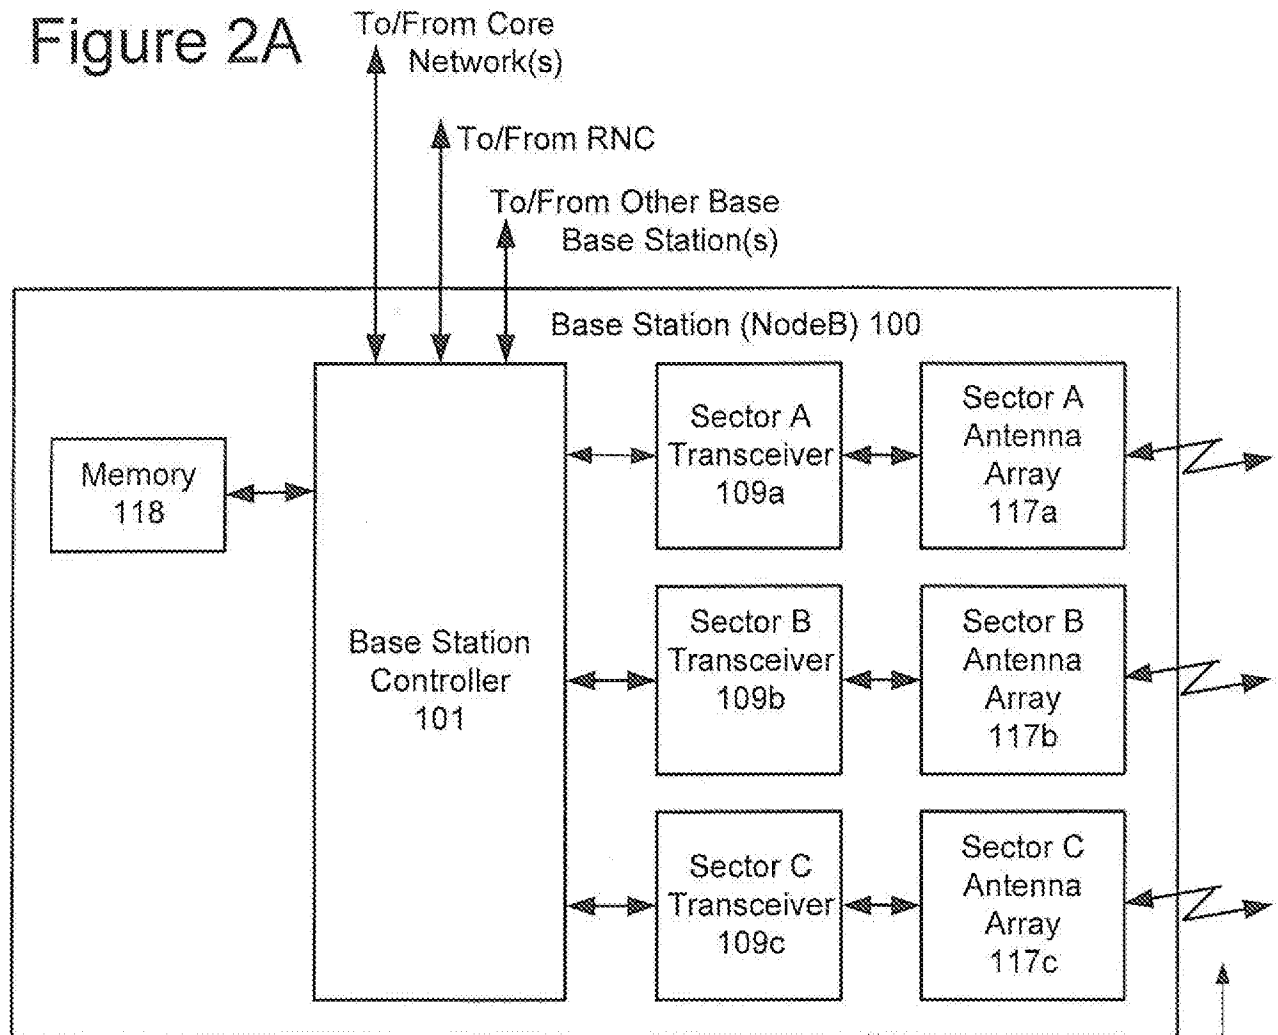 Figure 2A
To/From Core
Network(s)
To/From RNC
To/From Other Base
Base Station(s)
Base Station (NodeB) 100
Memory
118
Base Station
Controller
101
Sector A
Transceiver
109a
Sector A
Antenna
Array
117a
Sector B
Transceiver
109b
Sector B
Antenna
Array
117b
Sector C
Transceiver
109c
Sector C
Antenna
Array
117c